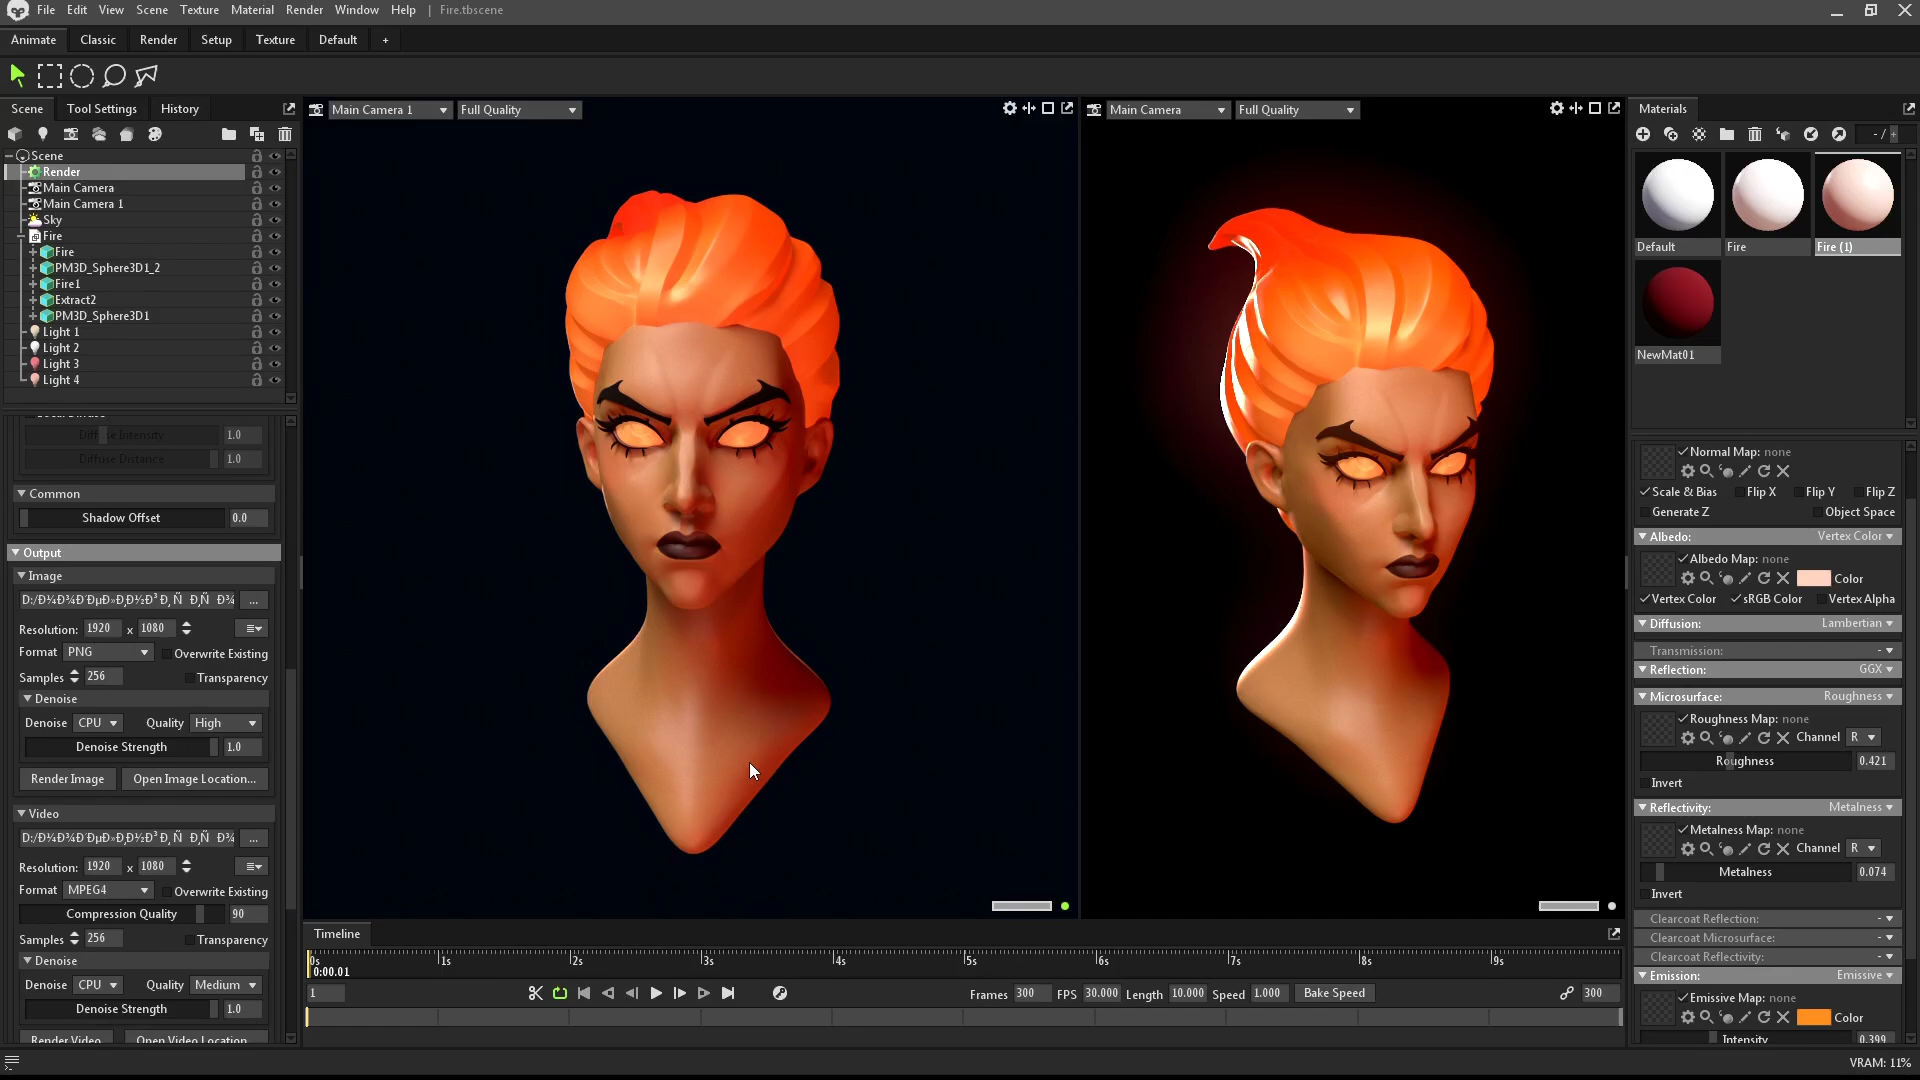 File Edit View Scene Texture Material Render Window Help | Fire.tbscene
Animate Classic Render Setup Texture Default +
Scene Tool Settings History
Main Camera 1 Full Quality
Main Camera Full Quality
Materials
- /
Scene
Render
Main Camera
Main Camera 1
Sky
Fire
Fire
PM3D_Sphere3D1_2
Fire1
Extract2
PM3D_Sphere3D1
Light 1
Light 2
Light 3
Light 4
Diffuse Intensity 1.0
Diffuse Distance 1.0
Common
Shadow Offset 0.0
Output
Image
...
Resolution: 1920 x 1080
Format PNG Overwrite Existing
Samples 256 Transparency
Denoise
Denoise CPU Quality High
Denoise Strength 1.0
Render Image Open Image Location...
Video
...
Resolution: 1920 x 1080
Format MPEG4 Overwrite Existing
Compression Quality 90
Samples 256 Transparency
Denoise
Denoise CPU Quality Medium
Denoise Strength 1.0
Render Video Open Video Location
Timeline
0s 1s 2s 3s 4s 5s 6s 7s 8s 9s
0:00.01
1 Frames 300 FPS 30.000 Length 10.000 Speed 1.000 Bake Speed 300
Default Fire Fire (1)
NewMat01
Normal Map: none
Scale & Bias Flip X Flip Y Flip Z
Generate Z Object Space
Albedo: Vertex Color
Albedo Map: none
Color
Vertex Color sRGB Color Vertex Alpha
Diffusion: Lambertian
Transmission: -
Reflection: GGX
Microsurface: Roughness
Roughness Map: none
Channel R
Roughness 0.421
Invert
Reflectivity: Metalness
Metalness Map: none
Channel R
Metalness 0.074
Invert
Clearcoat Reflection: -
Clearcoat Microsurface: -
Clearcoat Reflectivity: -
Emission: Emissive
Emissive Map: none
Color
Intensity 0.399
VRAM: 11%